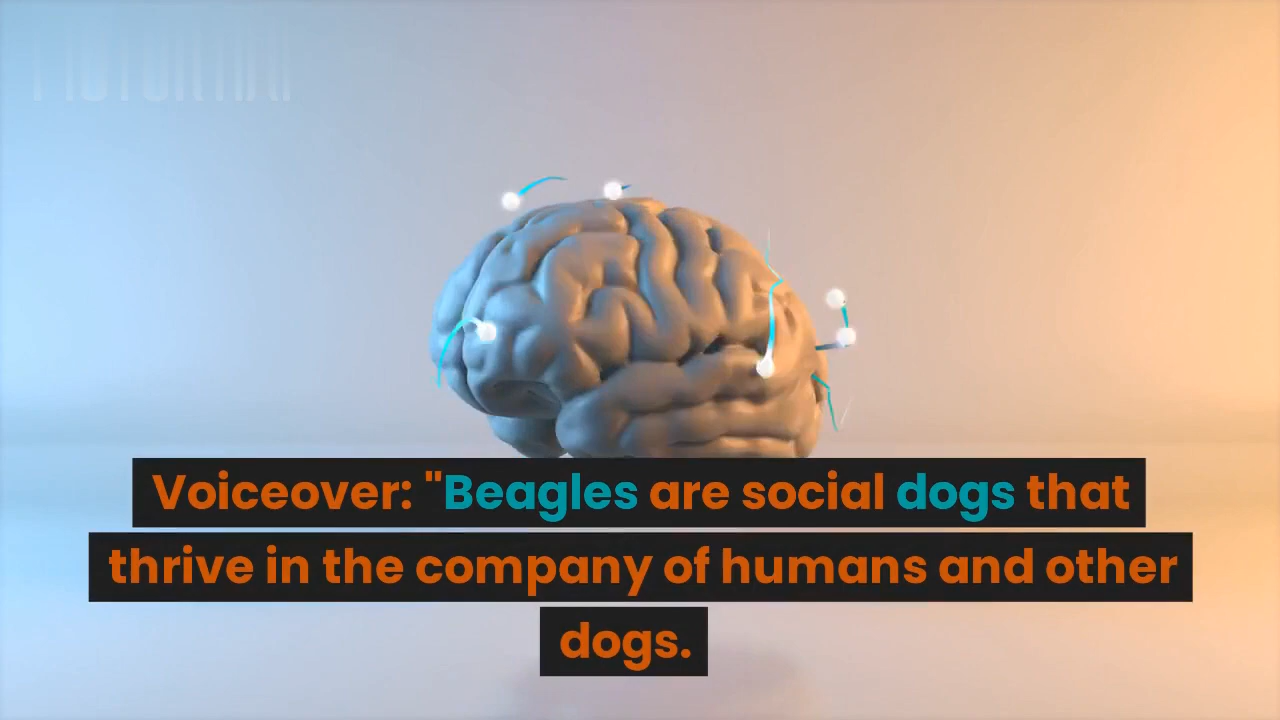 Voiceover: "Beagles are social dogs that
thrive in the company of humans and other
dogs.